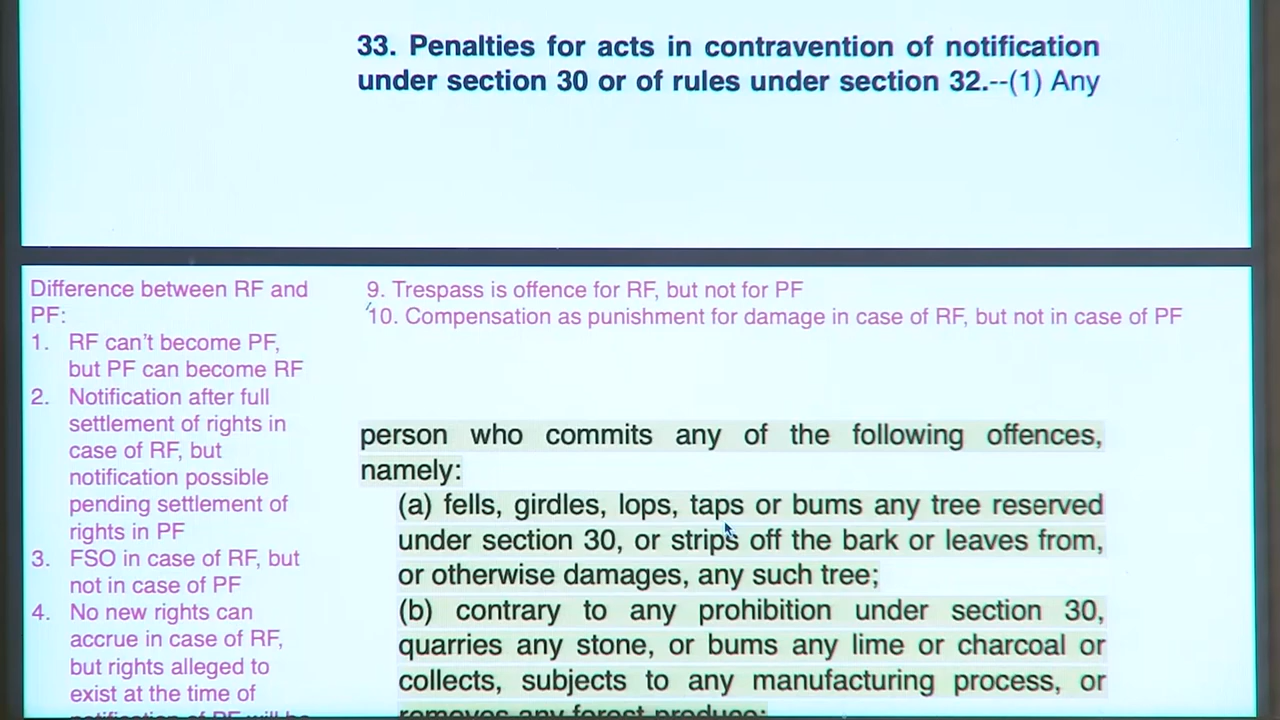 33. Penalties for acts in contravention of notification
under section 30 or of rules under section 32.--(1) Any
Difference between RF and
PF:
1. RF can't become PF,
but PF can become RF
2. Notification after full
settlement of rights in
case of RF, but
notification possible
pending settlement of
rights in PF
3. FSO in case of RF, but
not in case of PF
4. No new rights can
accrue in case of RF,
but rights alleged to
exist at the time of
notification of PF will be
9. Trespass is offence for RF, but not for PF
10. Compensation as punishment for damage in case of RF, but not in case of PF
person who commits any of the following offences,
namely:
(a) fells, girdles, lops, taps or bums any tree reserved
under section 30, or strips off the bark or leaves from,
or otherwise damages, any such tree;
(b) contrary to any prohibition under section 30,
quarries any stone, or bums any lime or charcoal or
collects, subjects to any manufacturing process, or
removes any forest produce;